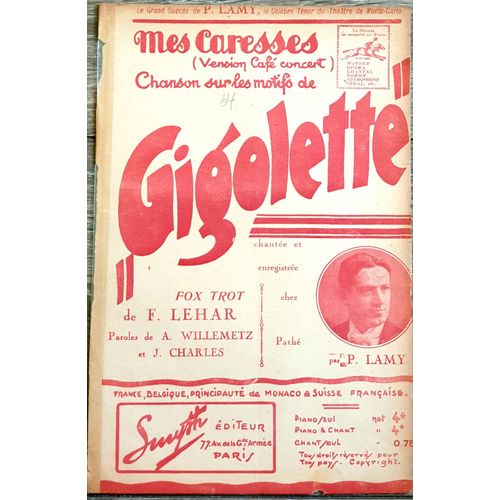 Le Grand Succès de P. LAMY, le Célèbre Ténor du Théâtre de Monte-Carlo
Mes Caresses
(Version Café concert)
Chanson sur les motifs de
64
"Gigolette"
chantée et
enregistrée
chez
Pathé
par P. LAMY
FOX TROT
de F. LEHAR
Paroles de A. WILLEMETZ
et J. CHARLES
FRANCE, BELGIQUE, PRINCIPAUTÉ DE MONACO & SUISSE FRANÇAISE.
Smyth
ÉDITEUR
77, Av. de la Gde Armée
PARIS
PIANO SEUL net 4f
PIANO & CHANT " 4f
CHANT SEUL " 0.75
Tous droits réservés pour
tous pays. Copyright.